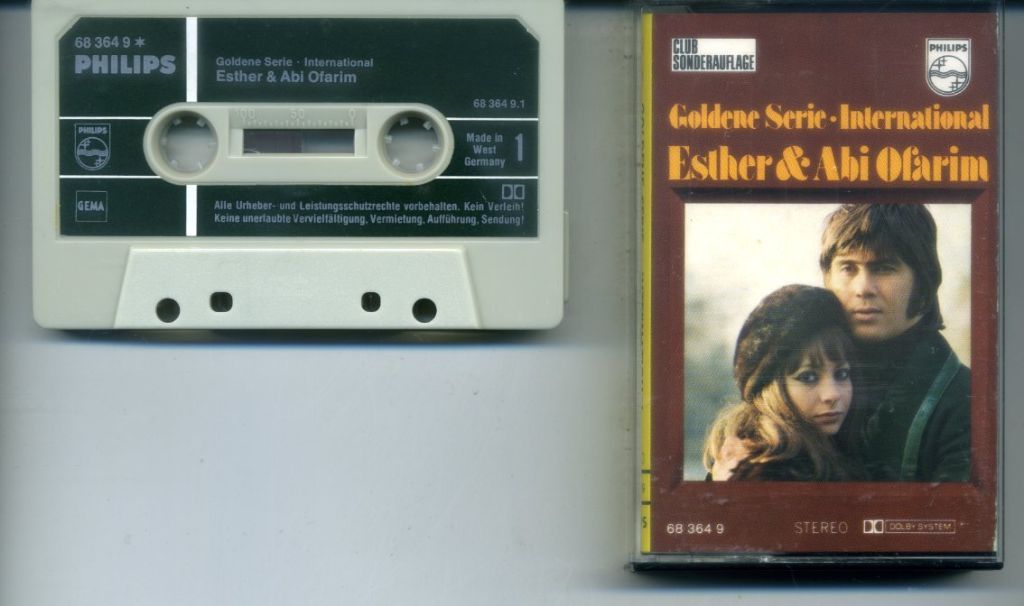 68 364 9 *
PHILIPS
Goldene Serie · International
Esther & Abi Ofarim
68 364 9.1
100 50 0
PHILIPS
Made in
West
Germany
1
GEMA
Alle Urheber- und Leistungsschutzrechte vorbehalten. Kein Verleih!
Keine unerlaubte Vervielfältigung, Vermietung, Aufführung, Sendung!
CLUB
SONDERAUFLAGE
PHILIPS
Goldene Serie · International
Esther & Abi Ofarim
68 364 9
STEREO
DOLBY SYSTEM